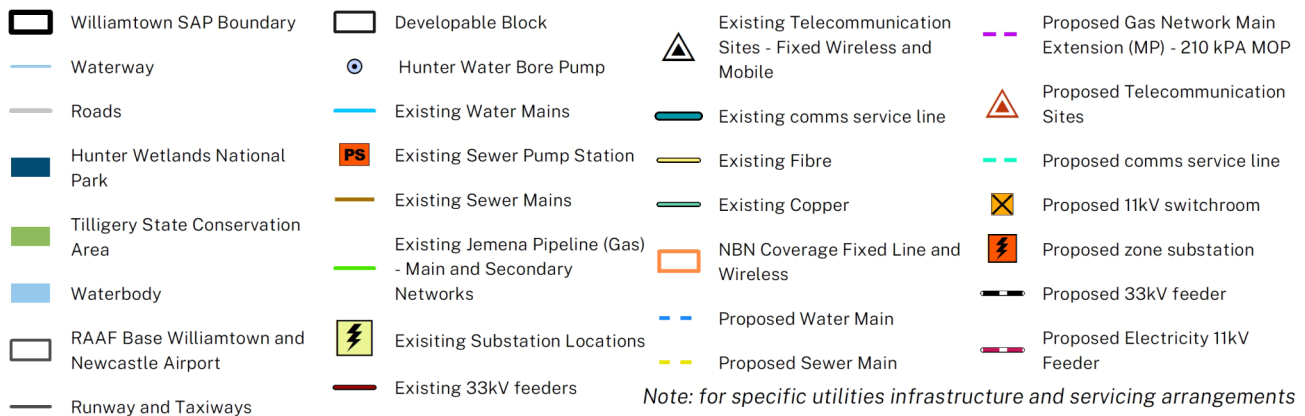 Williamtown SAP Boundary
Waterway
Roads
Hunter Wetlands National
Park
Tilligery State Conservation
Area
Waterbody
RAAF Base Williamtown and
Newcastle Airport
Runway and Taxiways
Developable Block
Hunter Water Bore Pump
Existing Water Mains
PS
Existing Sewer Pump Station
Existing Sewer Mains
Existing Jemena Pipeline (Gas)
- Main and Secondary
Networks
Exisiting Substation Locations
Existing 33kV feeders
Existing Telecommunication
Sites - Fixed Wireless and
Mobile
Existing comms service line
Existing Fibre
Existing Copper
NBN Coverage Fixed Line and
Wireless
Proposed Water Main
Proposed Sewer Main
Proposed Gas Network Main
Extension (MP) - 210 kPA MOP
Proposed Telecommunication
Sites
Proposed comms service line
Proposed 11kV switchroom
Proposed zone substation
Proposed 33kV feeder
Proposed Electricity 11kV
Feeder
Note: for specific utilities infrastructure and servicing arrangements